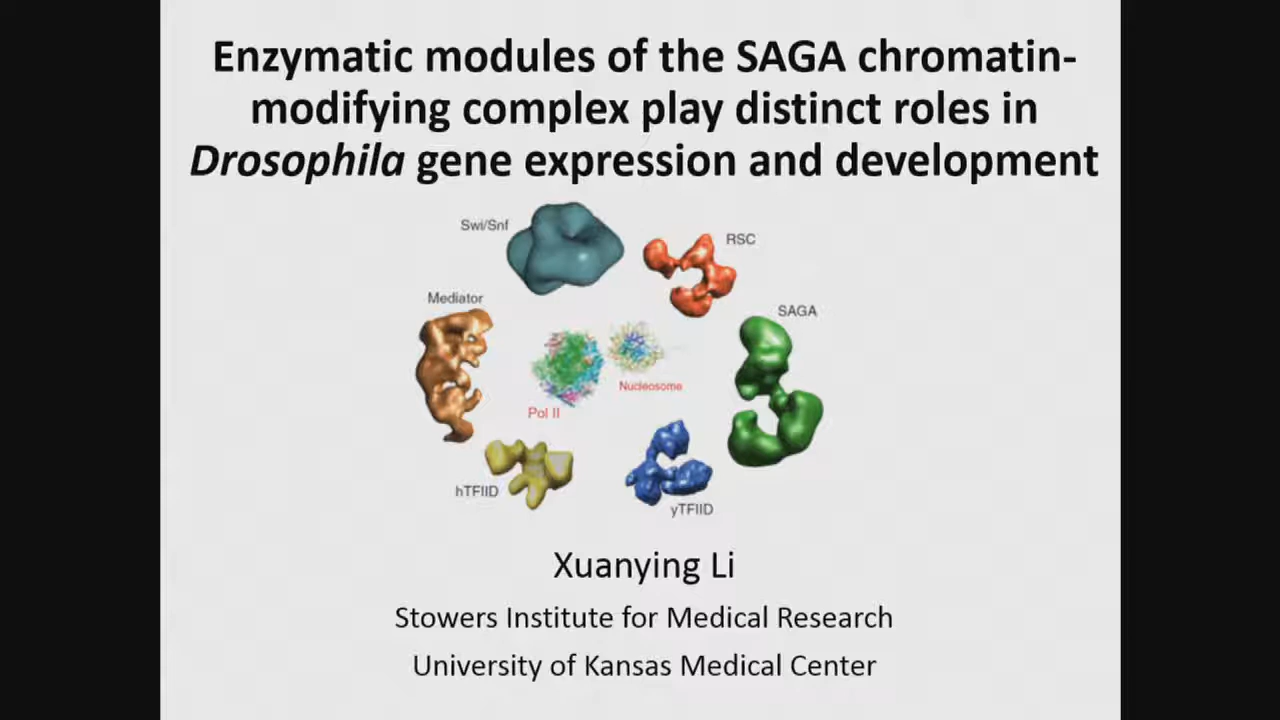 Enzymatic modules of the SAGA chromatin-
modifying complex play distinct roles in
Drosophila gene expression and development
Swi/Snf
RSC
Mediator
SAGA
Nucleosome
Pol II
hTFIID
yTFIID
Xuanying Li
Stowers Institute for Medical Research
University of Kansas Medical Center